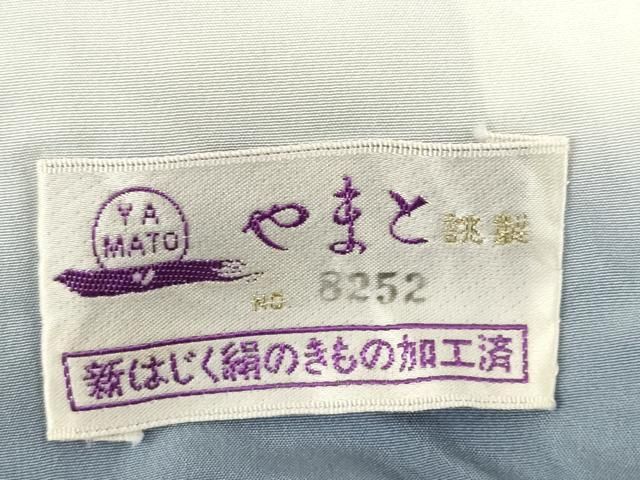 YA
MATO
やまと 誂製
NO. 8252
新はじく絹のきもの加工済